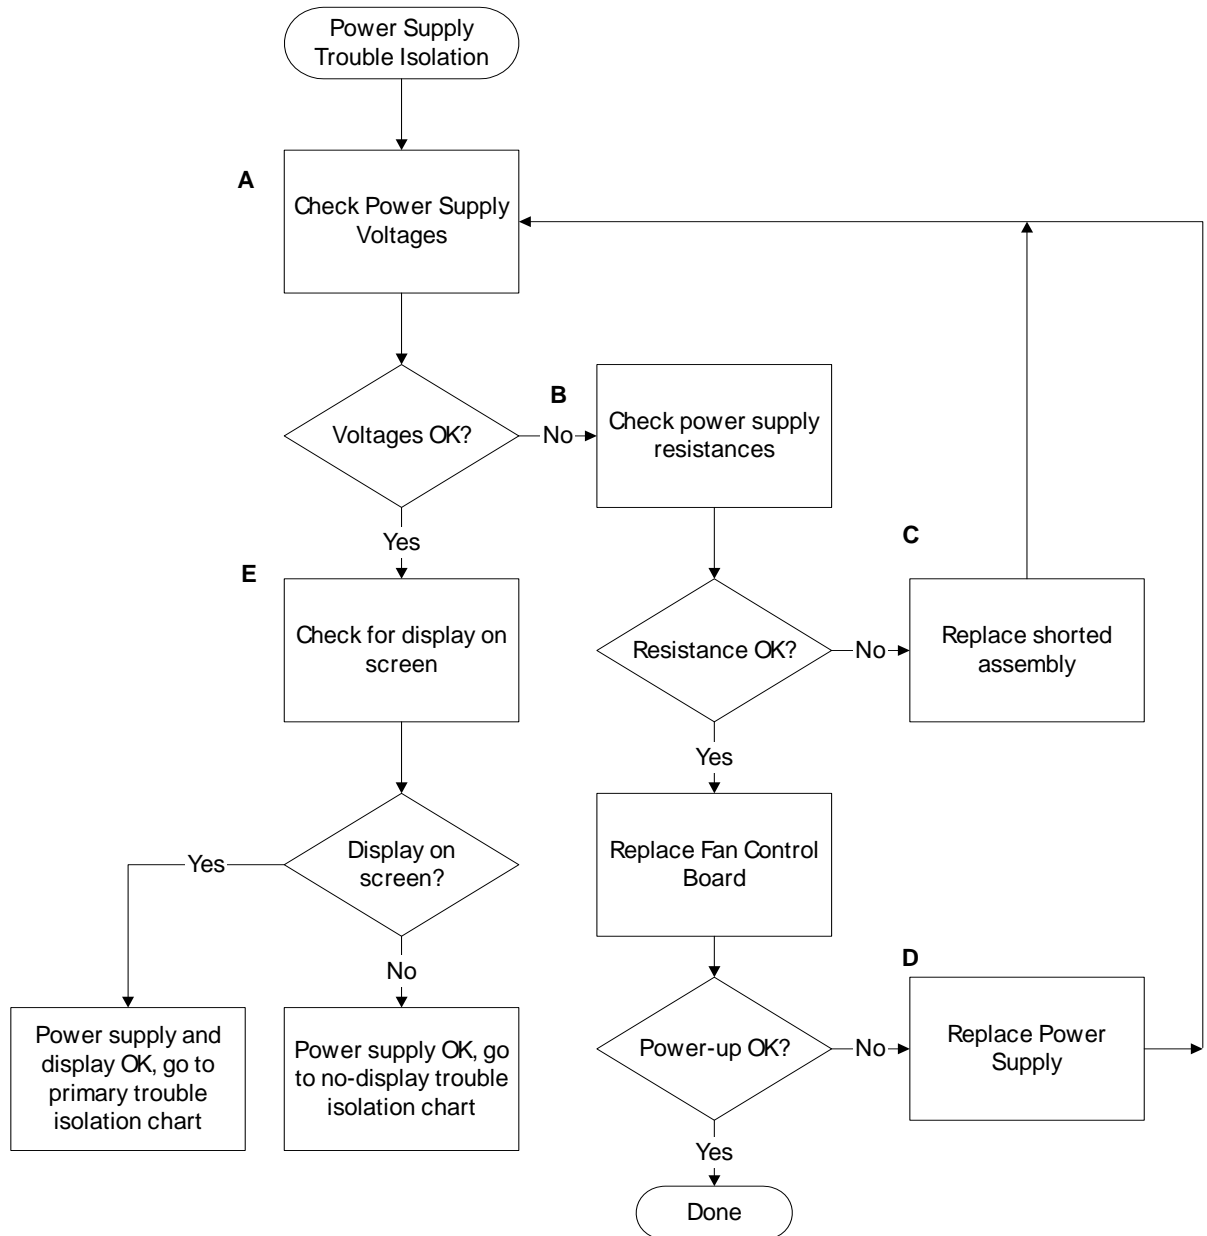 Power Supply
Trouble Isolation
A
Check Power Supply
Voltages
Voltages OK?
No
B
Check power supply
resistances
Yes
E
Check for display on
screen
Resistance OK?
No
C
Replace shorted
assembly
Yes
Display on
screen?
Yes
No
Replace Fan Control
Board
Power supply and
display OK, go to
primary trouble
isolation chart
Power supply OK, go
to no-display trouble
isolation chart
Power-up OK?
No
D
Replace Power
Supply
Yes
Done